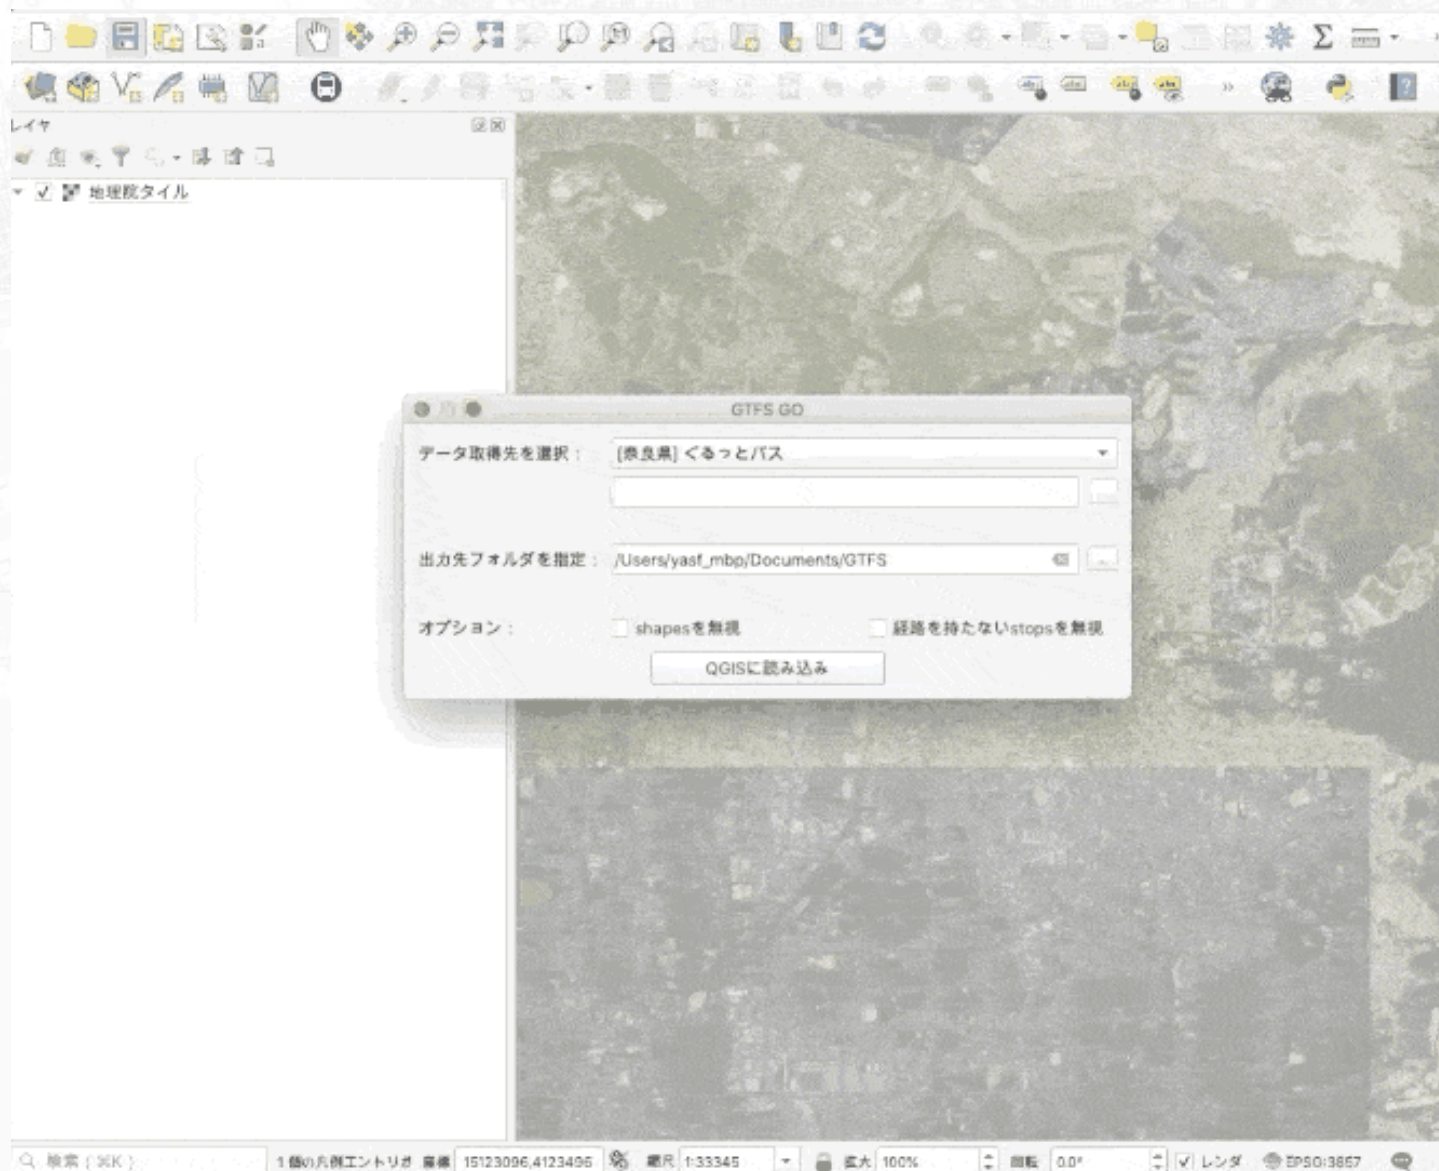 レイヤ
地理院タイル
GTFS GO
データ取得先を選択：
[奈良県] ぐるっとバス
出力先フォルダを指定：
/Users/yasf_mbp/Documents/GTFS
オプション：
shapesを無視
経路を持たないstopsを無視
QGISに読み込み
検索 (⌘K)
1 個の凡例エントリが 座標 15123096,4123496 縮尺 1:33345 拡大 100% 回転 0.0° レンダ EPSG:3857